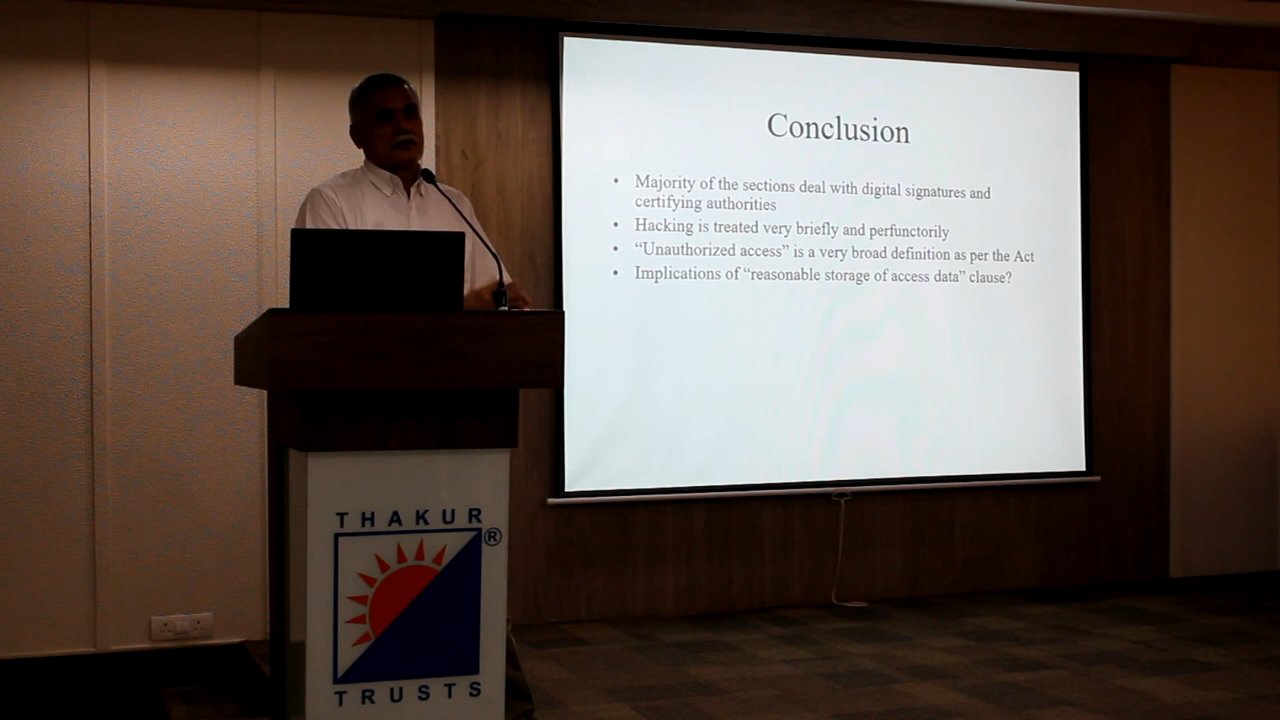 Conclusion
• Majority of the sections deal with digital signatures and
certifying authorities
• Hacking is treated very briefly and perfunctorily
• “Unauthorized access” is a very broad definition as per the Act
• Implications of “reasonable storage of access data” clause?
THAKUR
®
TRUSTS